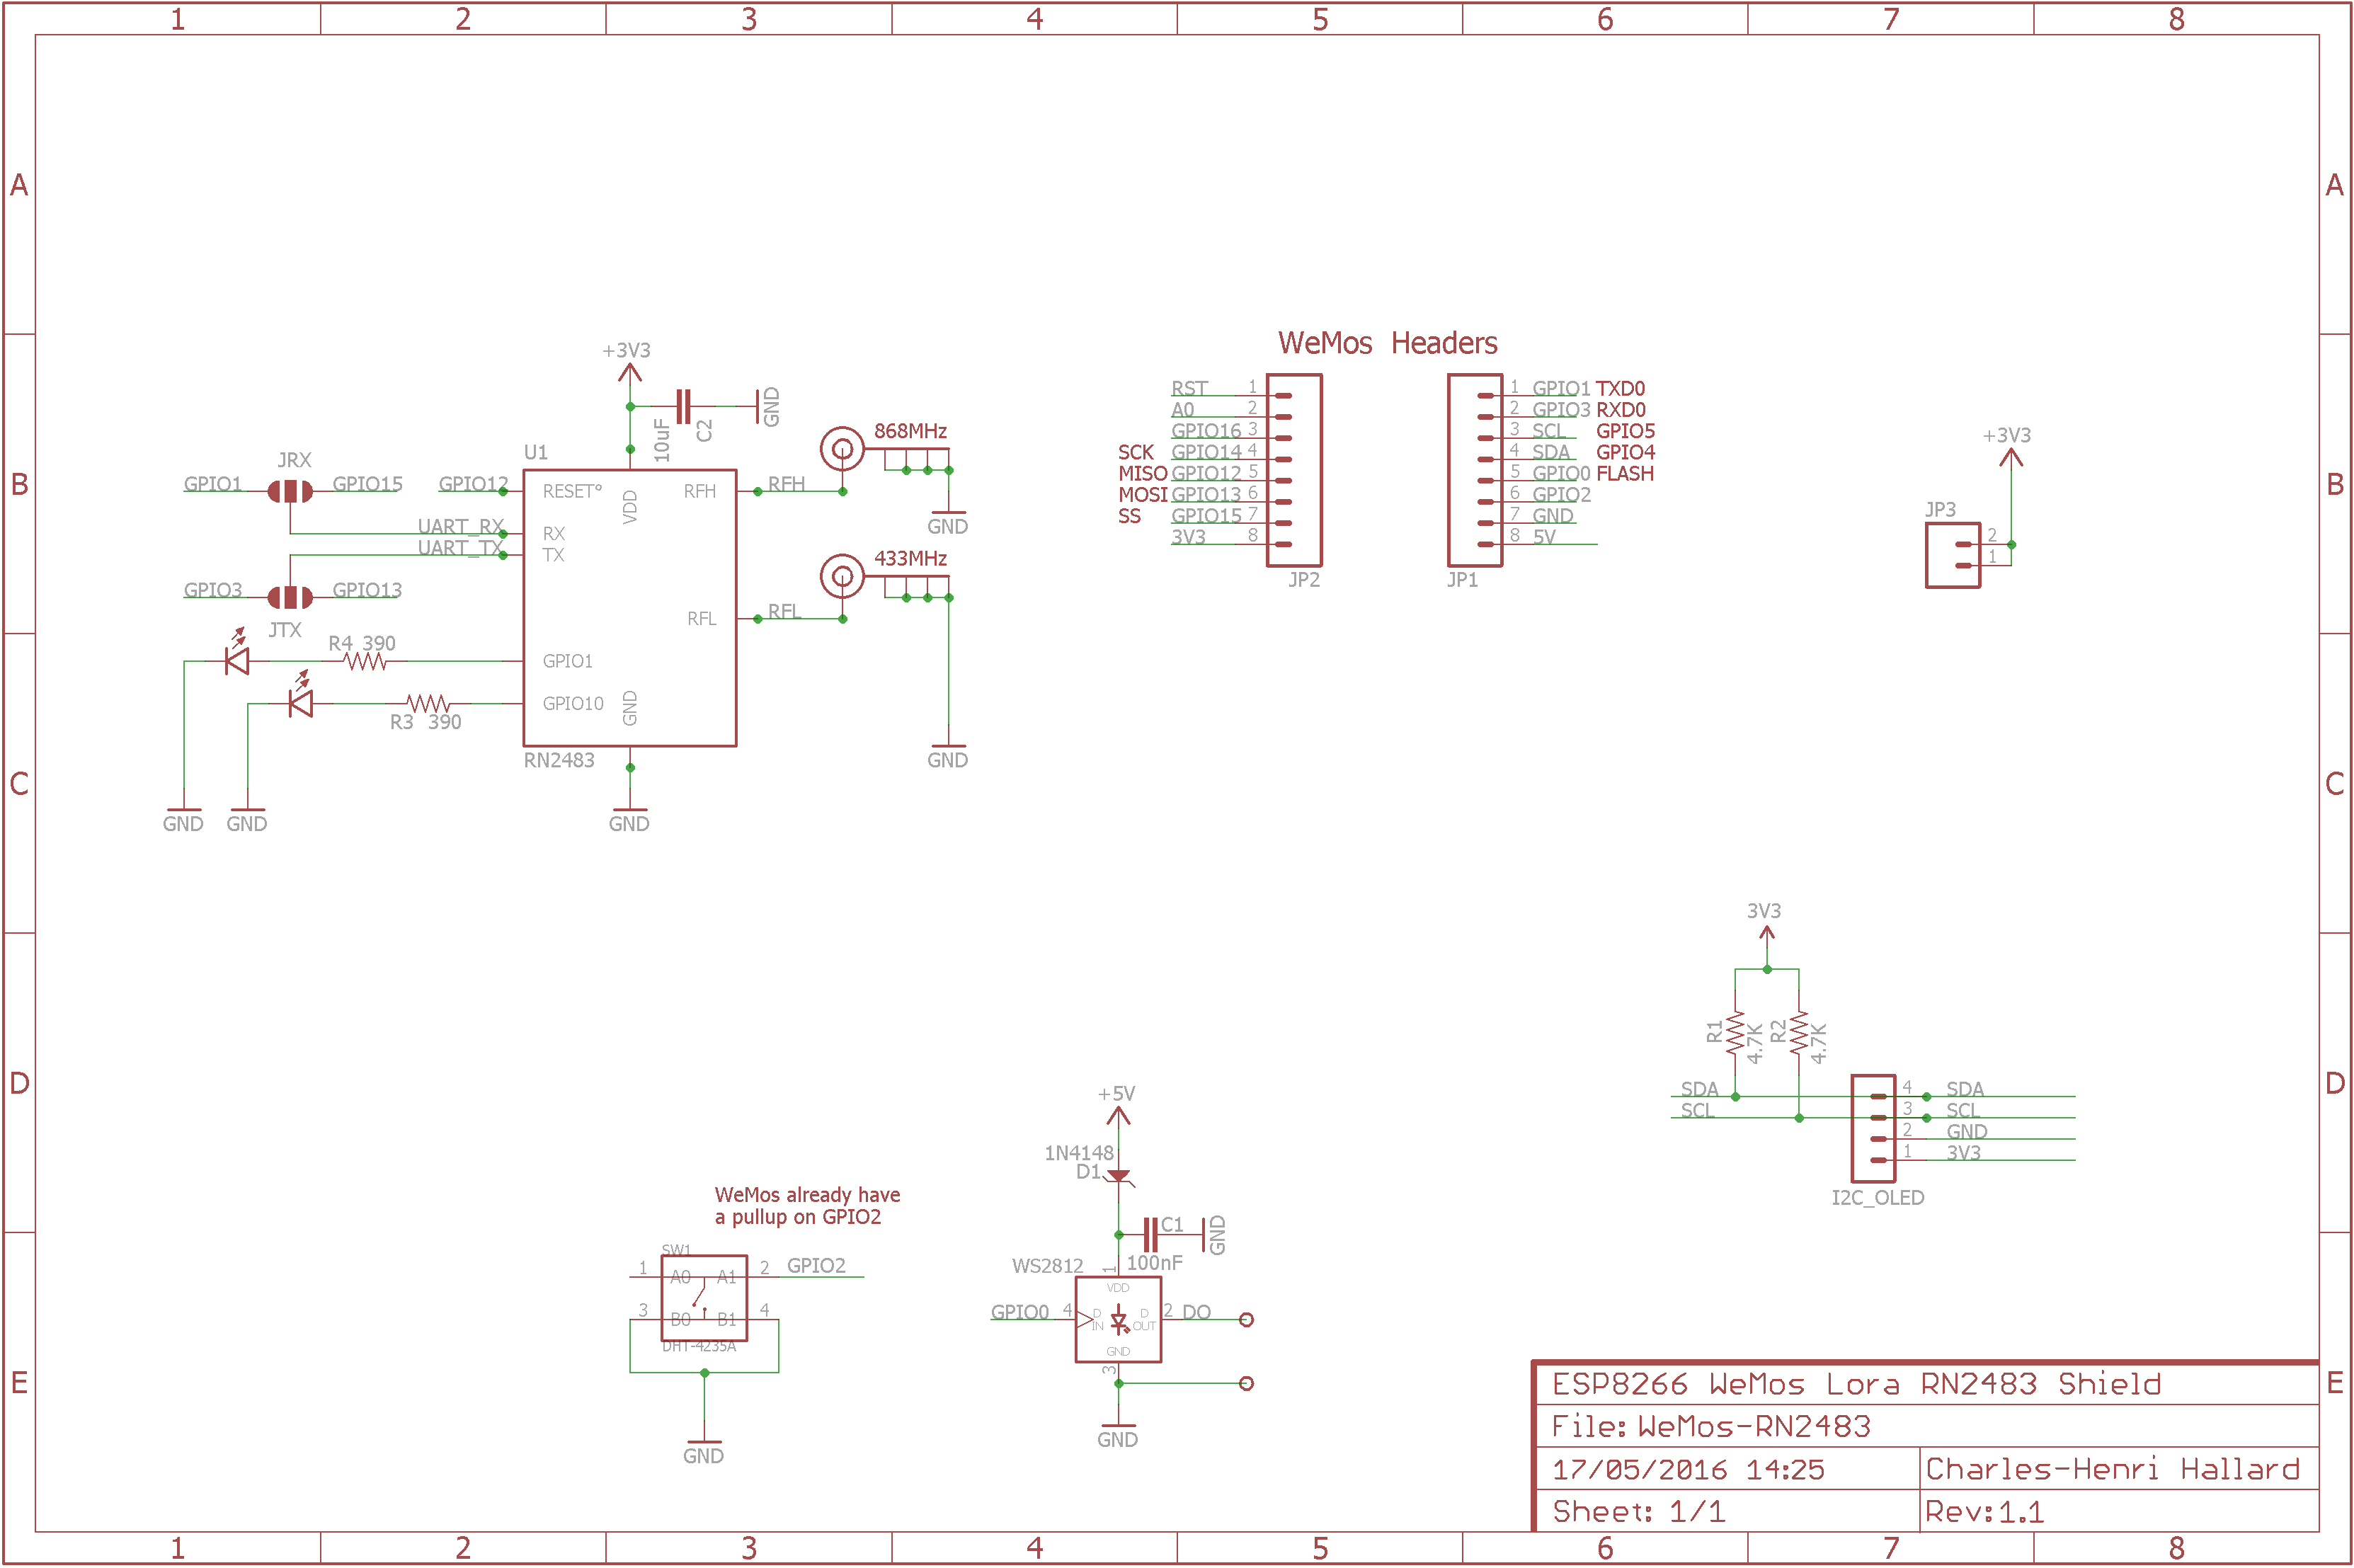 1 2 3 4 5 6 7 8
A A
B B
C C
D D
E E
+3V3
10uF
C2
GND
U1
JRX
GPIO1
GPIO15
GPIO12
RESET°
VDD
RFH
RFH
868MHz
GND
UART_RX
RX
UART_TX
TX
GPIO3
GPIO13
JTX
433MHz
RFL
RFL
R4 390
GPIO1
GPIO10
GND
R3 390
RN2483
GND
GND
GND
GND
WeMos Headers
RST 1
A0 2
GPIO16 3
SCK GPIO14 4
MISO GPIO12 5
MOSI GPIO13 6
SS GPIO15 7
3V3 8
JP2
1 GPIO1 TXD0
2 GPIO3 RXD0
3 SCL GPIO5
4 SDA GPIO4
5 GPIO0 FLASH
6 GPIO2
7 GND
8 5V
JP1
+3V3
JP3
2
1
3V3
R1
4.7K
R2
4.7K
SDA
SCL
4 SDA
3 SCL
2 GND
1 3V3
I2C_OLED
WeMos already have
a pullup on GPIO2
SW1
1 A0 A1 2 GPIO2
3 B0 B1 4
DHT-4235A
GND
+5V
1N4148
D1
C1
GND
100nF
WS2812
1
VDD
GPIO0 4
D
IN
D
OUT
2 DO
GND
3
GND
ESP8266 WeMos Lora RN2483 Shield
File: WeMos-RN2483
17/05/2016 14:25
Charles-Henri Hallard
Sheet: 1/1
Rev:1.1
1 2 3 4 5 6 7 8